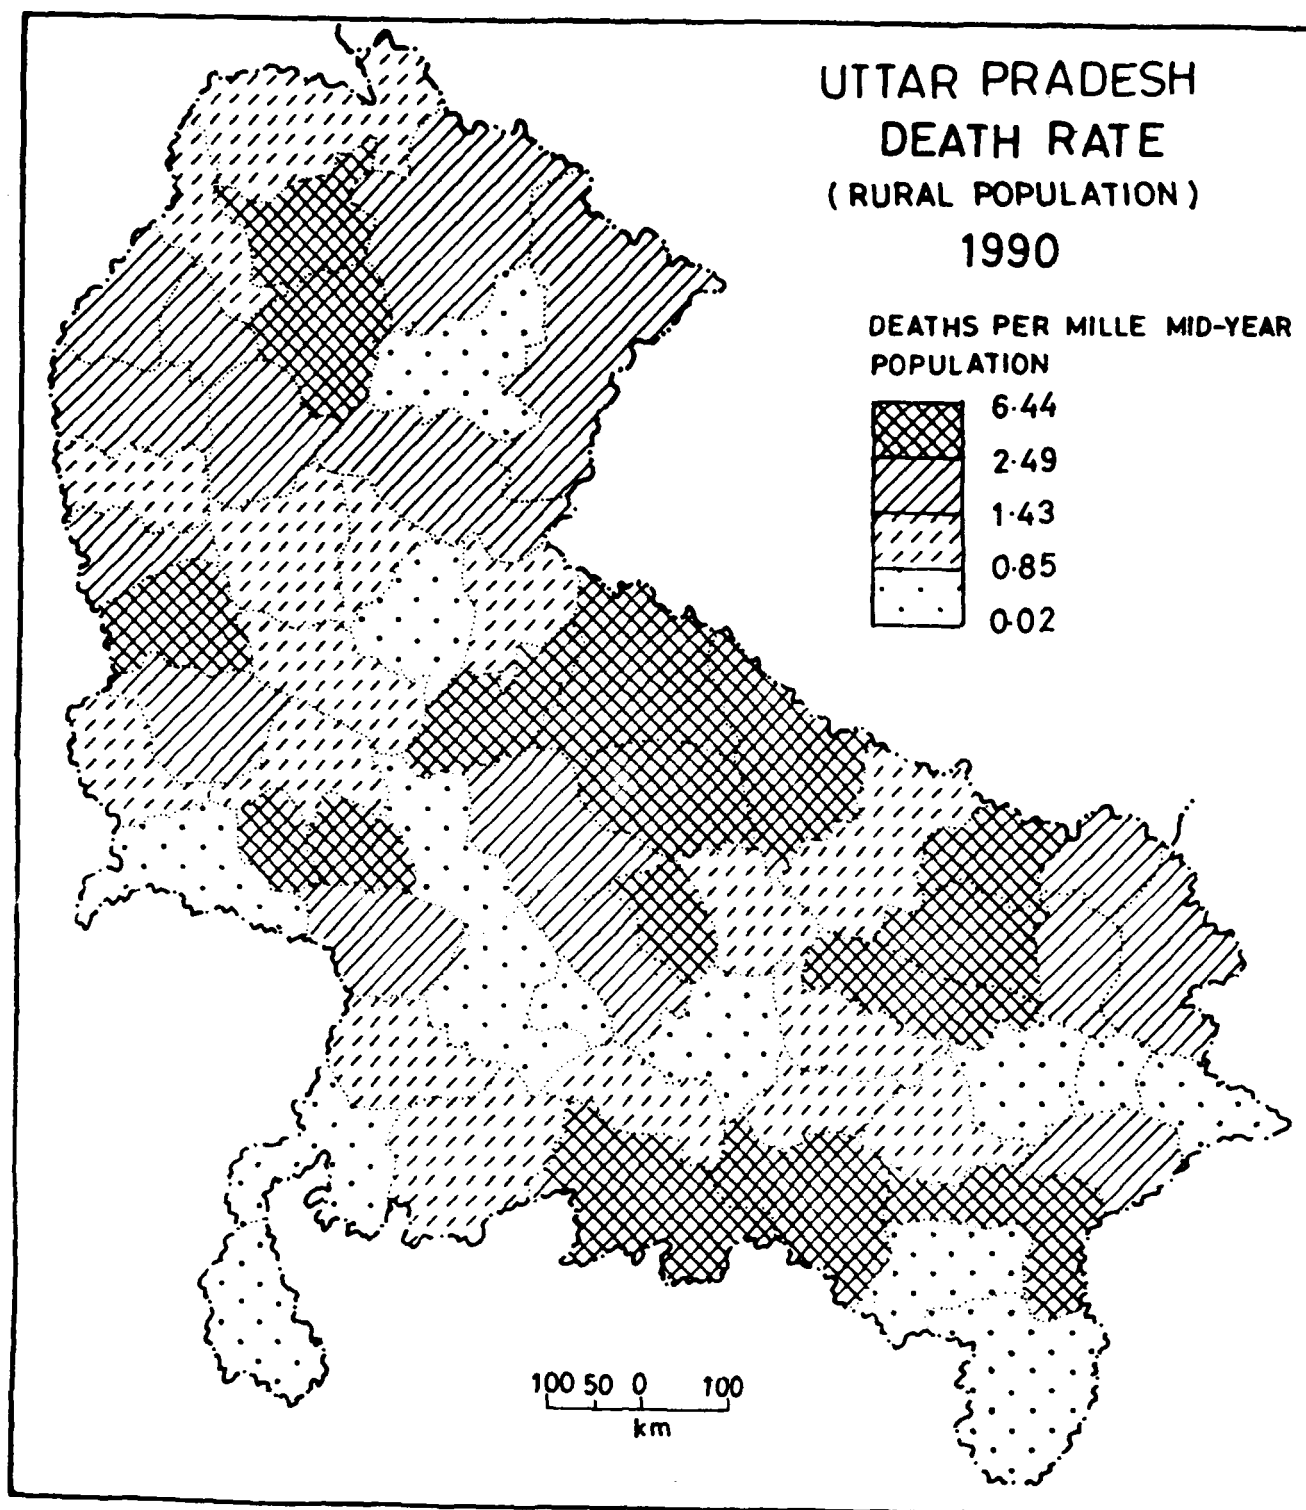 UTTAR PRADESH
DEATH RATE
(RURAL POPULATION)
1990
DEATHS PER MILLE MID-YEAR
POPULATION
6·44
2·49
1·43
0·85
0·02
100 50 0 100
km